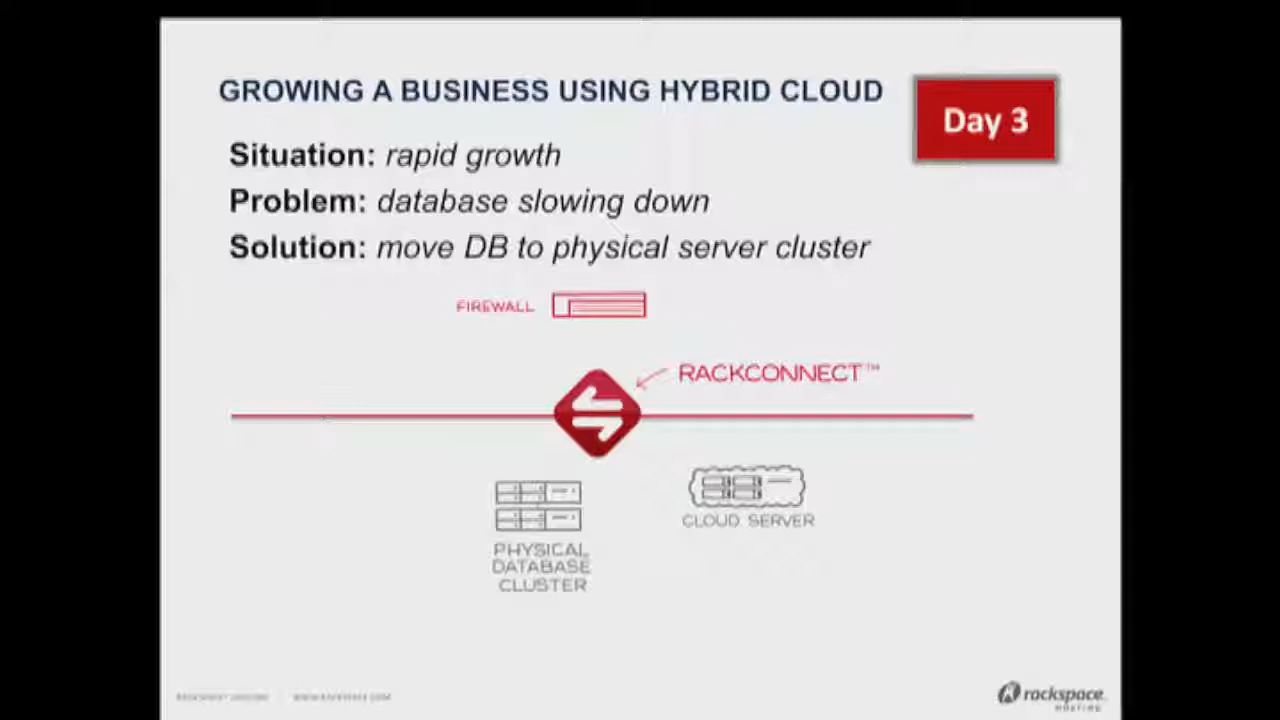 GROWING A BUSINESS USING HYBRID CLOUD
Day 3
Situation: rapid growth
Problem: database slowing down
Solution: move DB to physical server cluster
FIREWALL
RACKCONNECT™
CLOUD SERVER
PHYSICAL
DATABASE
CLUSTER
rackspace
HOSTING